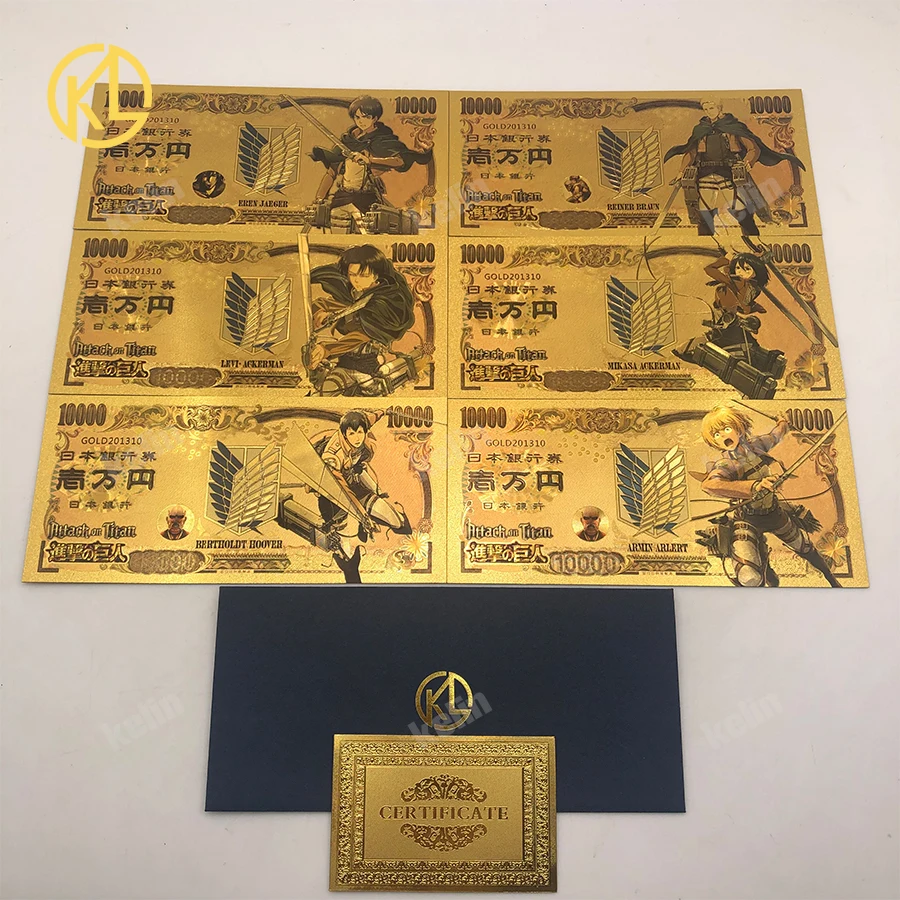 KL
10000 10000
GOLD201310
日本銀行券
壱万円
日本銀行
Attack on Titan
進撃の巨人
EREN JAEGER
10000 10000
GOLD201310
日本銀行券
壱万円
日本銀行
Attack on Titan
進撃の巨人
REINER BRAUN
kejin
10000 10000
GOLD201310
日本銀行券
壱万円
日本銀行
Attack on Titan
進撃の巨人
LEVI·ACKERMAN
10000
10000 10000
GOLD201310
日本銀行券
壱万円
日本銀行
Attack on Titan
進撃の巨人
MIKASA ACKERMAN
10000 10000
GOLD201310
日本銀行券
壱万円
日本銀行
Attack on Titan
進撃の巨人
BERTHOLDT HOOVER
10000 10000
GOLD201310
日本銀行券
壱万円
日本銀行
Attack on Titan
進撃の巨人
ARMIN ARLERT
10000
KL
kejin
kejin
kejin
CERTIFICATE